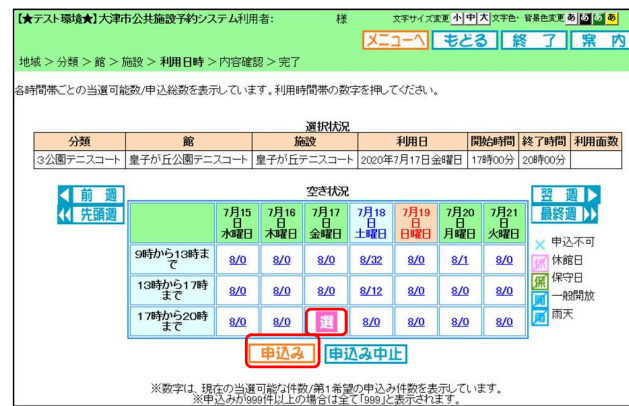 【★テスト環境★】大津市公共施設予約システム利用者: 様 文字サイズ変更 小 中 大 文字色・背景色変更 あ あ あ あ
メニューへ もどる 終 了 案 内
地域 > 分類 > 館 > 施設 > 利用日時 > 内容確認 > 完了
各時間帯ごとの当選可能数/申込総数を表示しています。利用時間帯の数字を押してください。
選択状況
分類 館 施設 利用日 開始時間 終了時間 利用面数
3公園テニスコート 皇子が丘公園テニスコート 皇子が丘テニスコート 2020年7月17日金曜日 17時00分 20時00分
前 週 空き状況 翌 週
先頭週 最終週
7月15日水曜日 7月16日木曜日 7月17日金曜日 7月18日土曜日 7月19日日曜日 7月20日月曜日 7月21日火曜日
9時から13時まで 8/0 8/0 8/0 8/32 8/0 8/1 8/0
13時から17時まで 8/0 8/0 8/0 8/12 8/0 8/0 8/0
17時から20時まで 8/0 8/0 選 8/0 8/0 8/0 8/0
× 申込不可
休 休館日
保 保守日
開 一般開放
雨 雨天
申込み 申込み中止
※数字は、現在の当選可能な件数/第1希望の申込み件数を表示しています。
※申込みが999件以上の場合は全て「999」と表示されます。